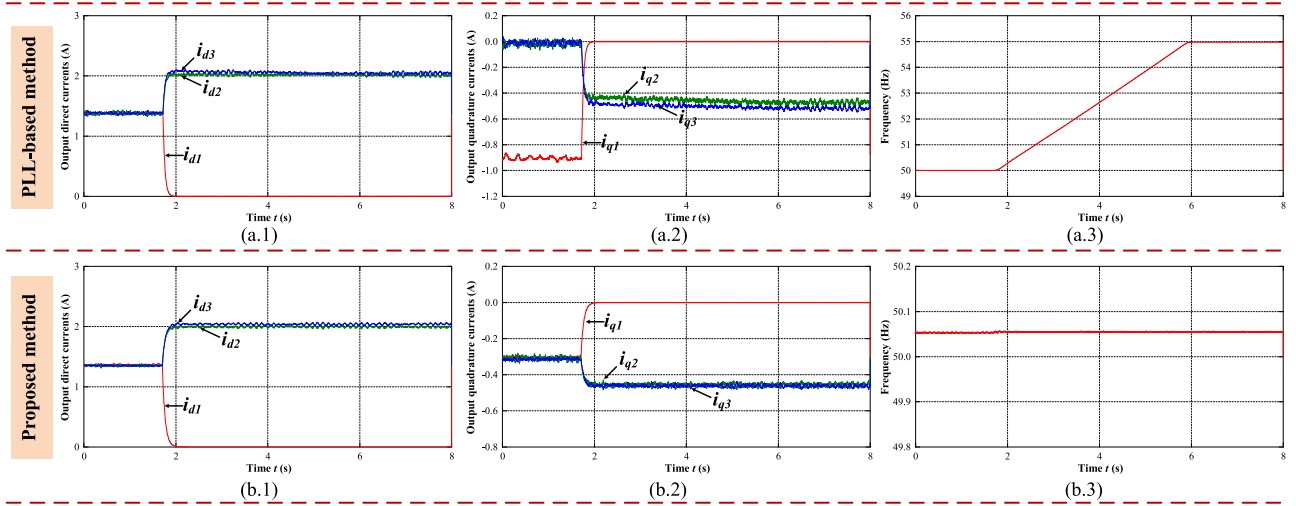 PLL-based method
Output direct currents (A)
3
2
1
0
i_d3
i_d2
i_d1
0 2 4 6 8
Time t (s)
(a.1)
Output quadrature currents (A)
0.2
0.0
-0.2
-0.4
-0.6
-0.8
-1.0
-1.2
i_q2
i_q3
i_q1
0 2 4 6 8
Time t (s)
(a.2)
Frequency (Hz)
56
55
54
53
52
51
50
49
0 2 4 6 8
Time t (s)
(a.3)
Proposed method
Output direct currents (A)
3
2
1
0
i_d3
i_d2
i_d1
0 2 4 6 8
Time t (s)
(b.1)
Output quadrature currents (A)
0.2
0.0
-0.2
-0.4
-0.6
-0.8
i_q1
i_q2
i_q3
0 2 4 6 8
Time t (s)
(b.2)
Frequency (Hz)
50.2
50.1
50.0
49.9
49.8
0 2 4 6 8
Time t (s)
(b.3)